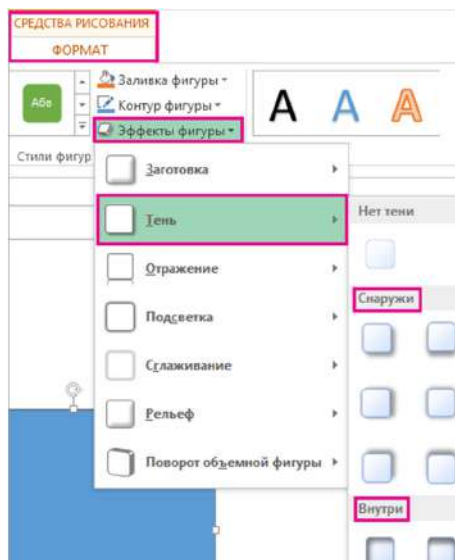 СРЕДСТВА РИСОВАНИЯ
ФОРМАТ
Абв
Заливка фигуры
Контур фигуры
Эффекты фигуры
A A A
Стили фигур
Заготовка
Тень
Нет тени
Отражение
Снаружи
Подсветка
Сглаживание
Рельеф
Поворот объемной фигуры
Внутри